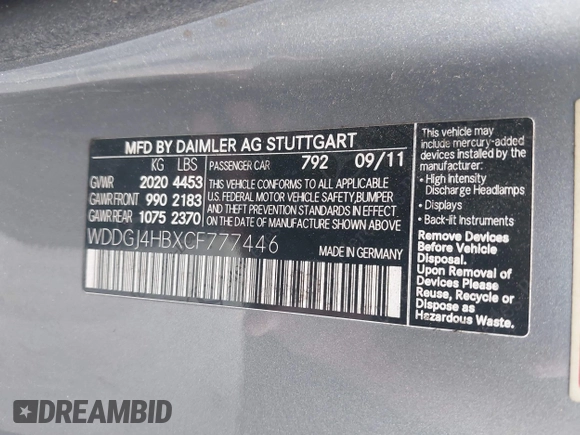 MFD BY DAIMLER AG STUTTGART
KG LBS PASSENGER CAR 792 09/11
GVWR 2020 4453
GAWR FRONT 990 2183
GAWR REAR 1075 2370
THIS VEHICLE CONFORMS TO ALL APPLICABLE
U.S. FEDERAL MOTOR VEHICLE SAFETY,BUMPER
AND THEFT PREVENTION STANDARDS IN EFFECT
ON THE DATE OF MANUFACTURE SHOWN ABOVE
WDDGJ4HBXCF777446
MADE IN GERMANY
This vehicle may
include mercury-added
devices installed by the
manufacturer:
• High Intensity
Discharge Headlamps
• Displays
• Back-lit Instruments
Remove Devices
Before Vehicle
Disposal.
Upon Removal of
Devices Please
Reuse, Recycle or
Dispose as
Hazardous Waste.
DREAMBID